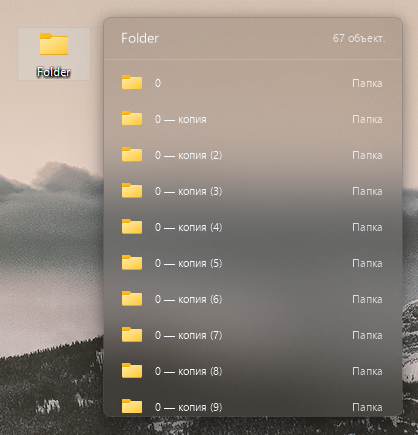 Folder
Folder 67 объект.
0 Папка
0 — копия Папка
0 — копия (2) Папка
0 — копия (3) Папка
0 — копия (4) Папка
0 — копия (5) Папка
0 — копия (6) Папка
0 — копия (7) Папка
0 — копия (8) Папка
0 — копия (9) Папка